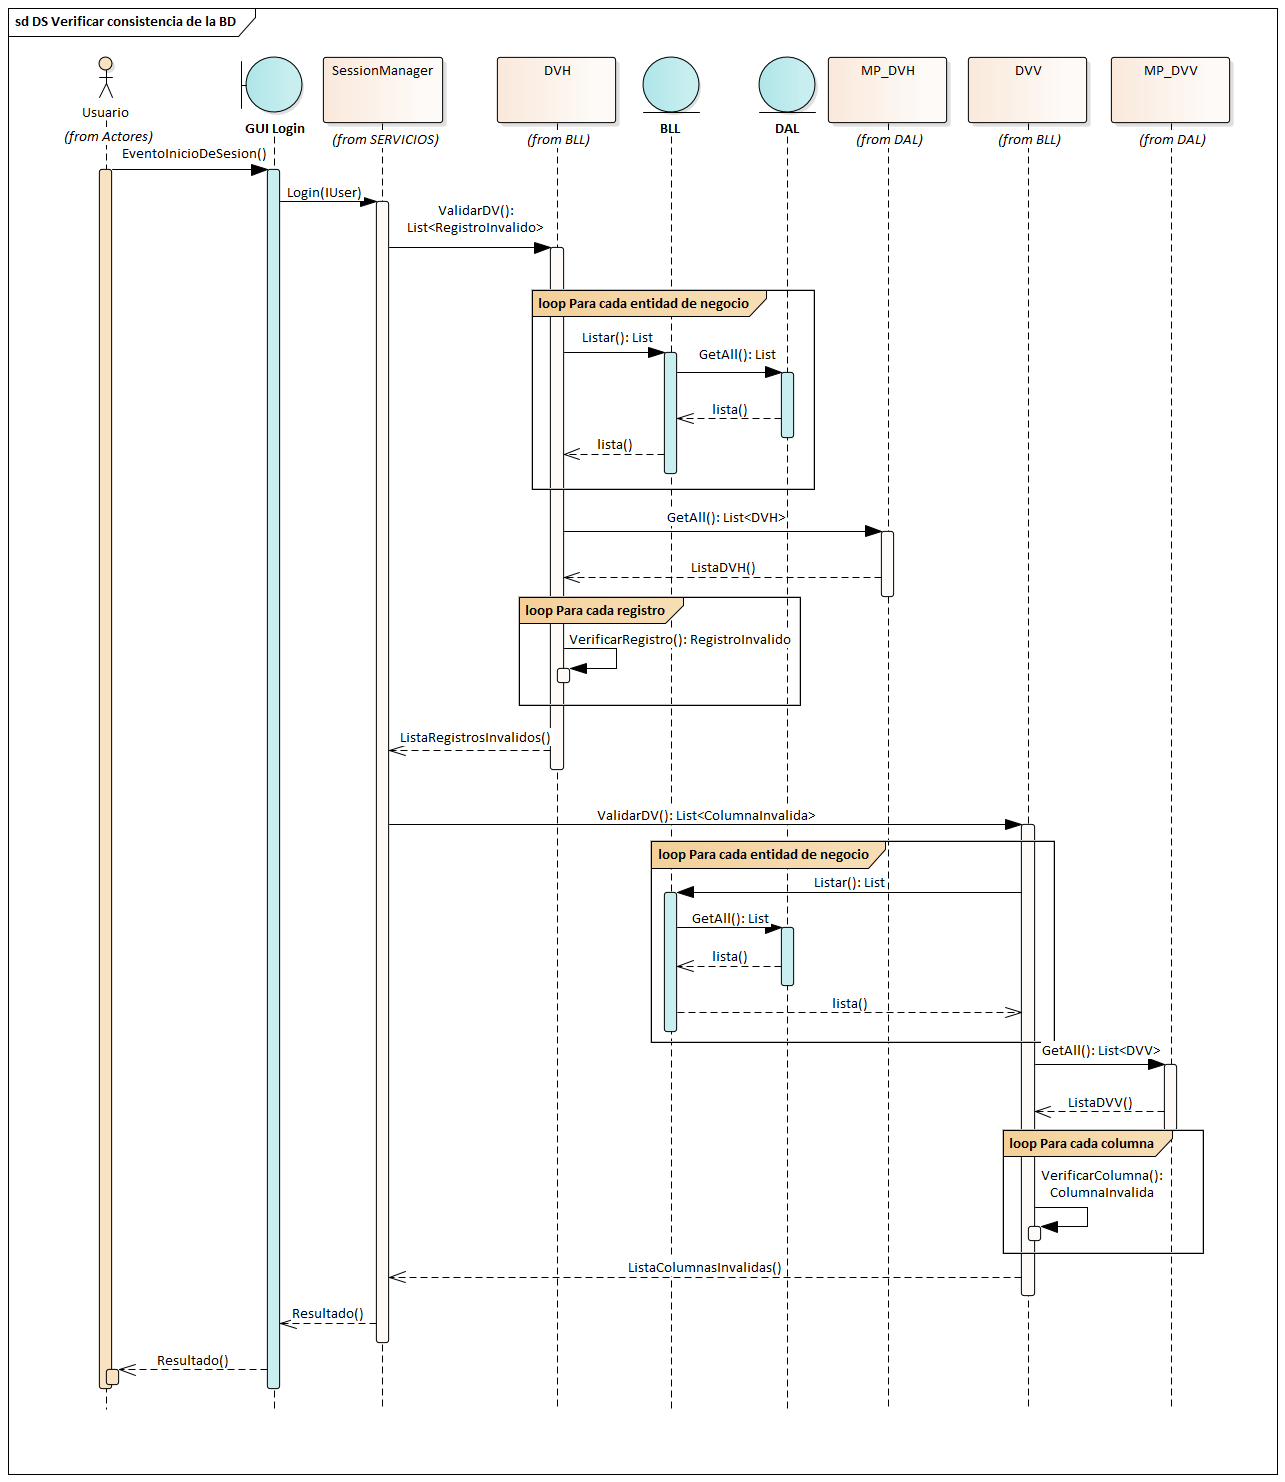 sd DS Verificar consistencia de la BD
Usuario
(from Actores)
GUI Login
SessionManager
(from SERVICIOS)
DVH
(from BLL)
BLL
DAL
MP_DVH
(from DAL)
DVV
(from BLL)
MP_DVV
(from DAL)
EventoInicioDeSesion()
Login(IUser)
ValidarDV():
List<RegistroInvalido>
loop Para cada entidad de negocio
Listar(): List
GetAll(): List
lista()
lista()
GetAll(): List<DVH>
ListaDVH()
loop Para cada registro
VerificarRegistro(): RegistroInvalido
ListaRegistrosInvalidos()
ValidarDV(): List<ColumnaInvalida>
loop Para cada entidad de negocio
Listar(): List
GetAll(): List
lista()
lista()
GetAll(): List<DVV>
ListaDVV()
loop Para cada columna
VerificarColumna():
ColumnaInvalida
ListaColumnasInvalidas()
Resultado()
Resultado()